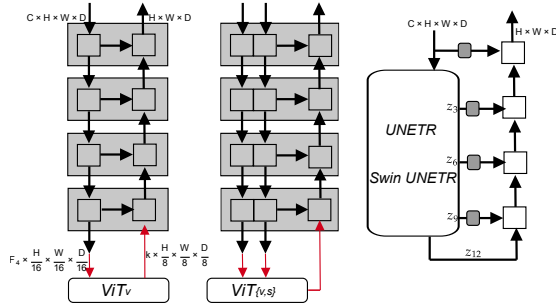 C × H × W × D
H × W × D
F₄ × H/16 × W/16 × D/16
k × H/8 × W/8 × D/8
ViTᵥ
ViT{v,s}
C × H × W × D
H × W × D
UNETR
Swin UNETR
z₃
z₆
z₉
z₁₂